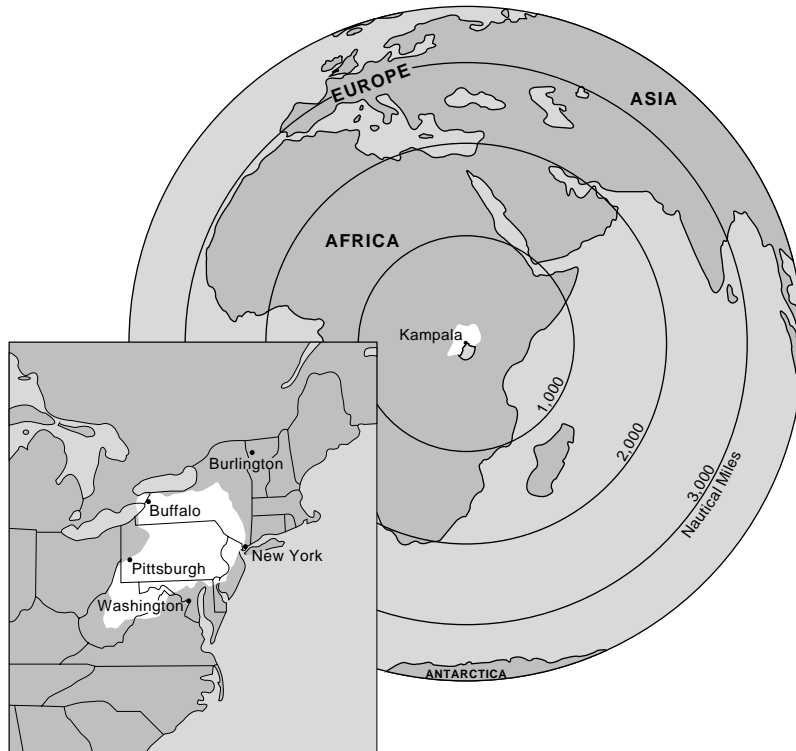 EUROPE
ASIA
AFRICA
Kampala
1,000
2,000
3,000
Nautical Miles
ANTARCTICA
Burlington
Buffalo
New York
Pittsburgh
Washington